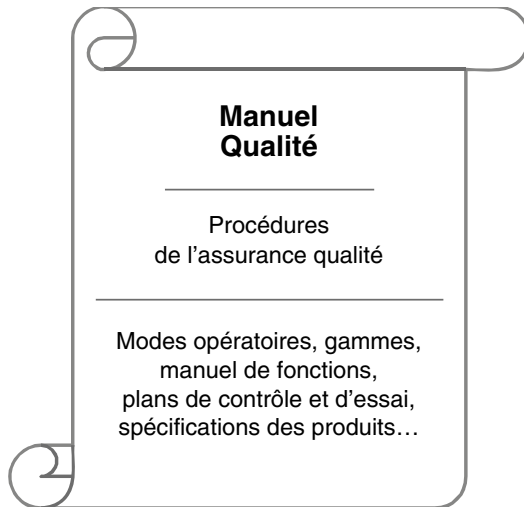 Manuel
Qualité
Procédures
de l’assurance qualité
Modes opératoires, gammes,
manuel de fonctions,
plans de contrôle et d’essai,
spécifications des produits…